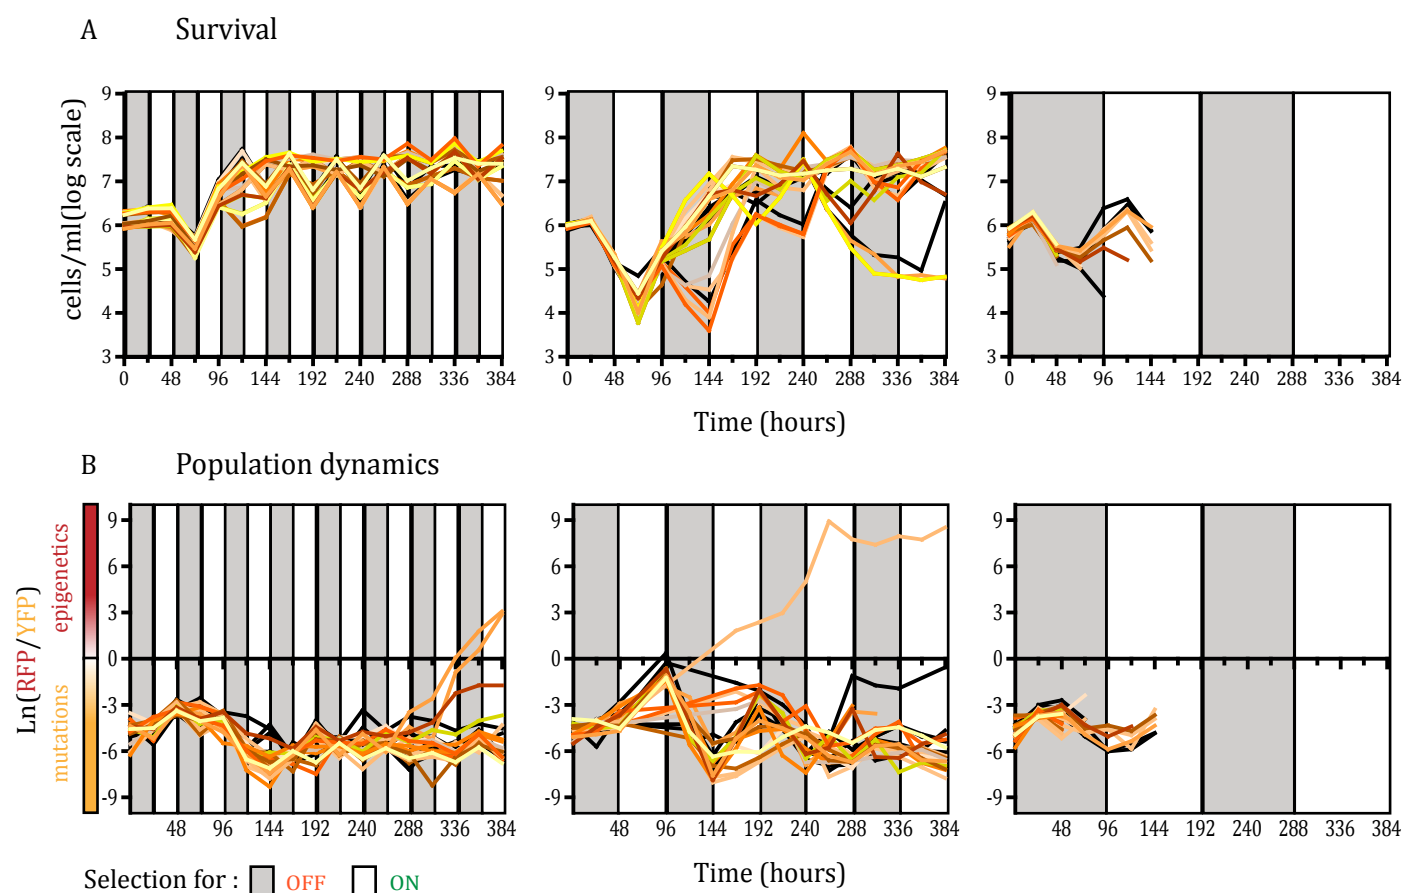 A Survival
cells/ml(log scale)
9 9 9
8 8 8
7 7 7
6 6 6
5 5 5
4 4 4
3 3 3
0 48 96 144 192 240 288 336 384 0 48 96 144 192 240 288 336 384 0 48 96 144 192 240 288 336 384
Time (hours)
B Population dynamics
Ln(RFP/YFP)
epigenetics
mutations
9 9 9
6 6 6
3 3 3
0 0 0
-3 -3 -3
-6 -6 -6
-9 -9 -9
48 96 144 192 240 288 336 384 48 96 144 192 240 288 336 384 48 96 144 192 240 288 336 384
Time (hours)
Selection for : OFF ON